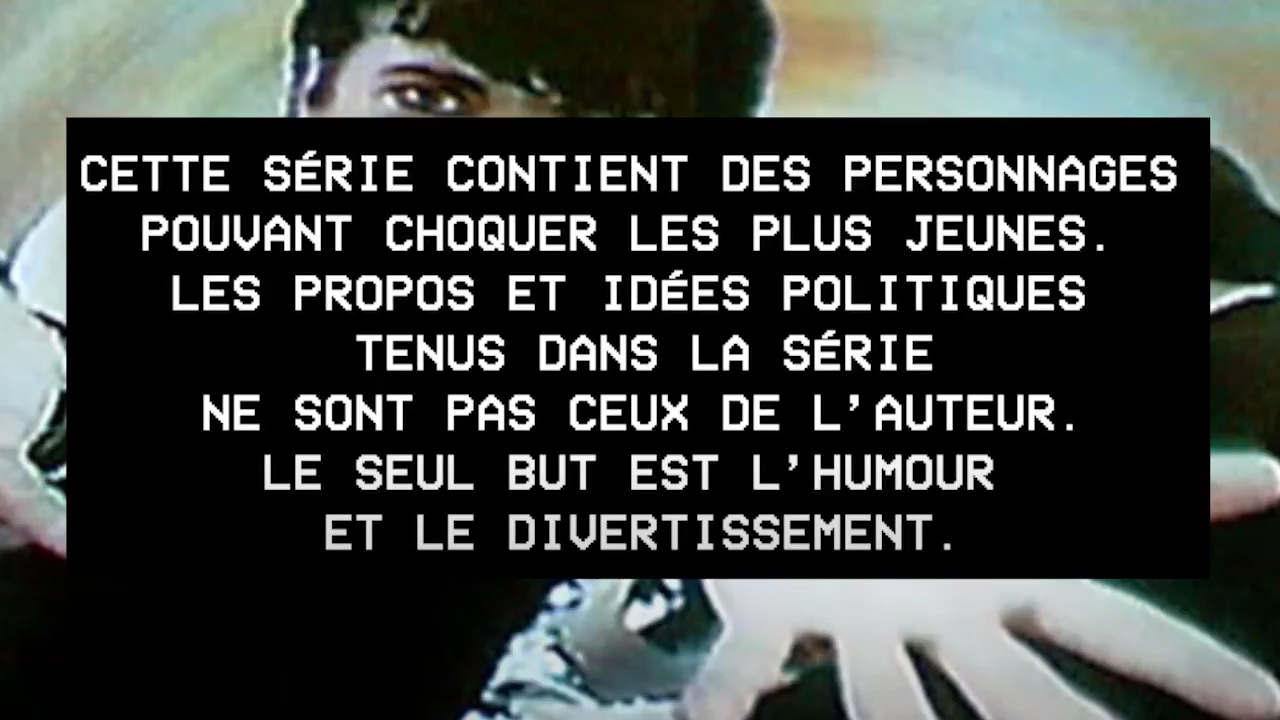 CETTE SÉRIE CONTIENT DES PERSONNAGES
POUVANT CHOQUER LES PLUS JEUNES.
LES PROPOS ET IDÉES POLITIQUES
TENUS DANS LA SÉRIE
NE SONT PAS CEUX DE L'AUTEUR.
LE SEUL BUT EST L'HUMOUR
ET LE DIVERTISSEMENT.